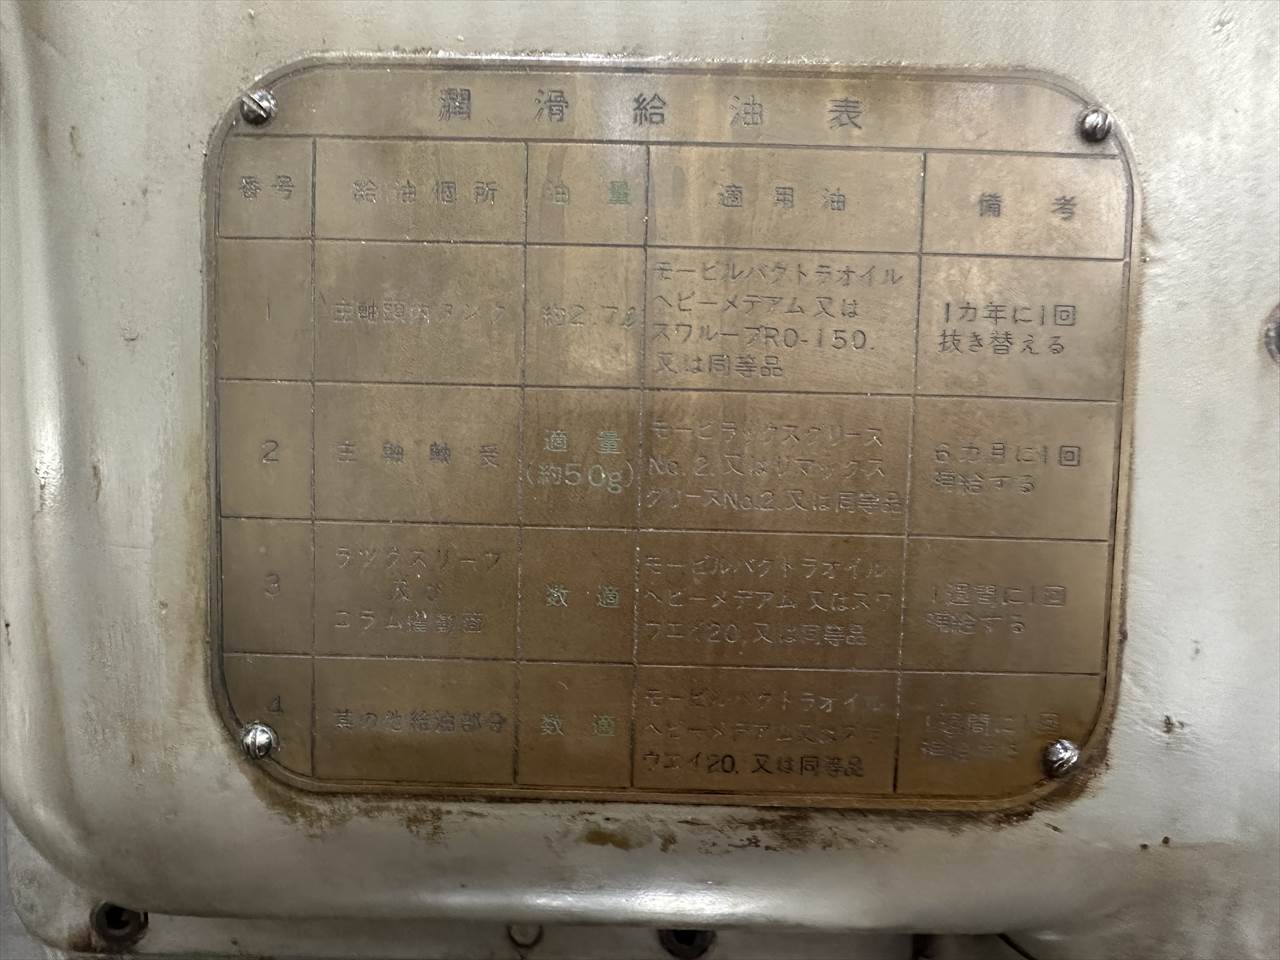 潤滑給油表
番号 給油個所 油量 適用油 備考
1 主軸頭内タンク 約2.7ℓ モービルバクトラオイル
ヘビーメデアム又は
スワループRO-150.
又は同等品
1カ年に1回
抜き替える
2 主軸軸受 適量
(約50g)
モービラックスグリース
No.2.又はリマックス
グリースNo.2.又は同等品
6カ月に1回
補給する
3 ラックスリーブ
及び
コラム摺動面
数適
モービルバクトラオイル
ヘビーメデアム又はスワ
ウエイ20.又は同等品
1週間に1回
補給する
4 其の他給油部分 数適 モービルバクトラオイル
ヘビーメデアム又はスワ
ウエイ20.又は同等品
1週間に1回